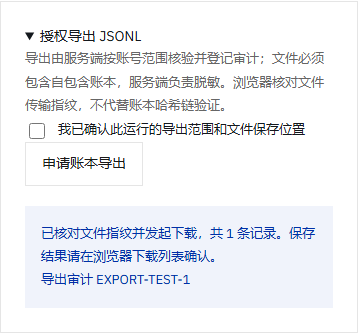 ▼ 授权导出 JSONL
导出由服务端按账号范围核验并登记审计；文件必须
包含自包含账本，服务端负责脱敏。浏览器核对文件
传输指纹，不代替账本哈希链验证。
我已确认此运行的导出范围和文件保存位置
申请账本导出
已核对文件指纹并发起下载，共 1 条记录。保存
结果请在浏览器下载列表确认。
导出审计 EXPORT-TEST-1